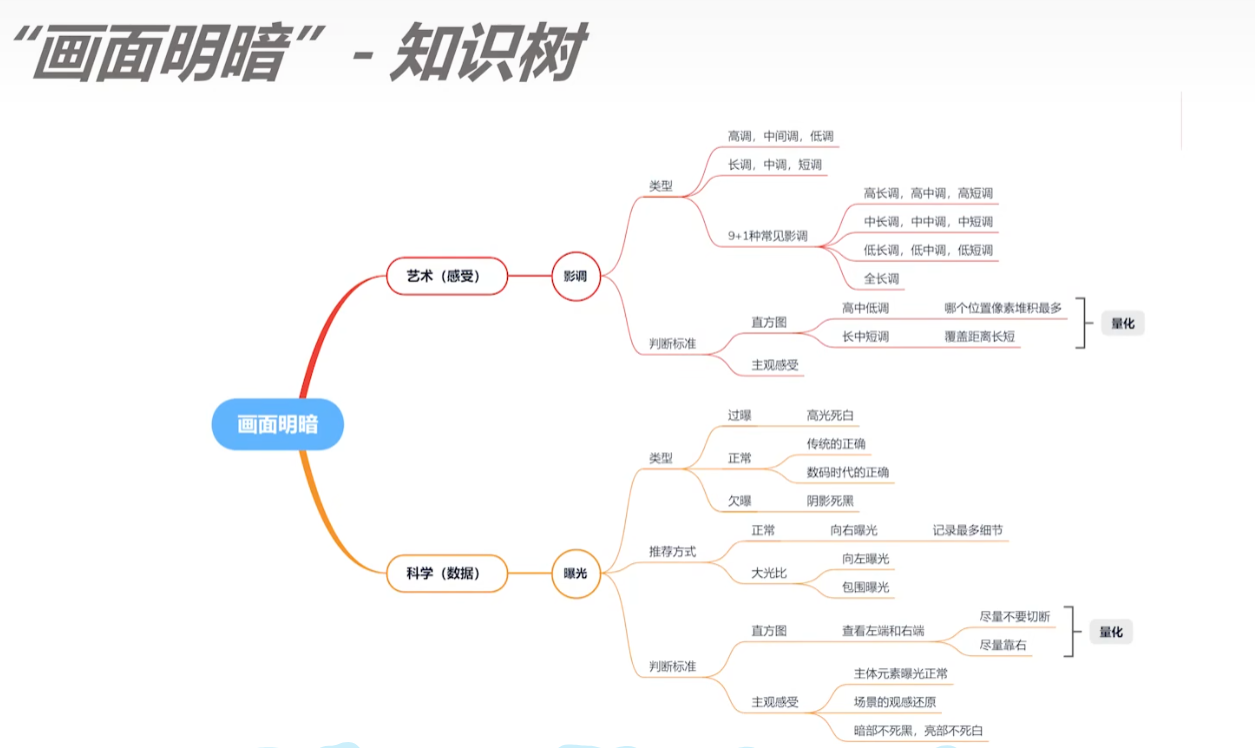 “画面明暗” - 知识树
画面明暗
艺术（感受）
影调
类型
高调，中间调，低调
长调，中调，短调
9+1种常见影调
高长调，高中调，高短调
中长调，中中调，中短调
低长调，低中调，低短调
全长调
判断标准
直方图
高中低调 哪个位置像素堆积最多
长中短调 覆盖距离长短
量化
主观感受
科学（数据）
曝光
类型
过曝 高光死白
正常
传统的正确
数码时代的正确
欠曝 阴影死黑
推荐方式
正常 向右曝光 记录最多细节
大光比
向左曝光
包围曝光
判断标准
直方图 查看左端和右端
尽量不要切断
尽量靠右
量化
主观感受
主体元素曝光正常
场景的观感还原
暗部不死黑，亮部不死白